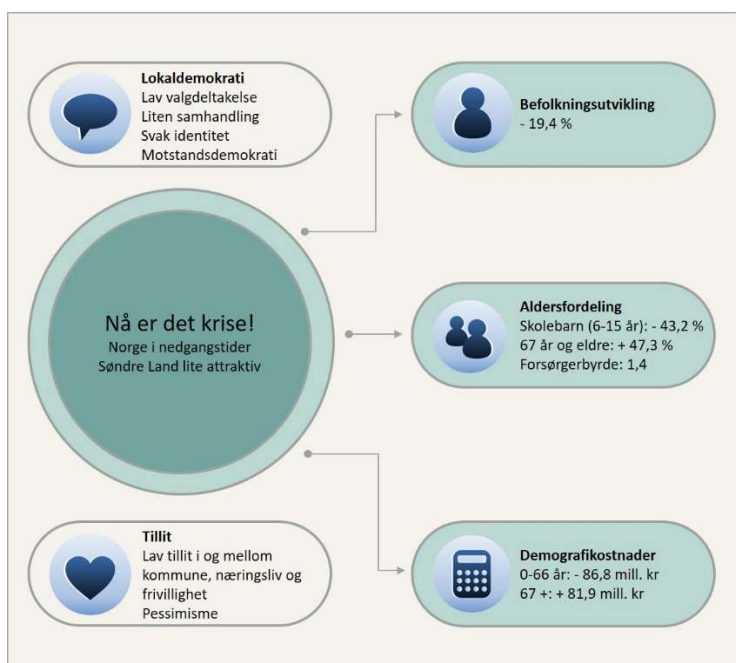 Lokaldemokrati
Lav valgdeltakelse
Liten samhandling
Svak identitet
Motstandsdemokrati
Befolkningsutvikling
- 19,4 %
Nå er det krise!
Norge i nedgangstider
Søndre Land lite attraktiv
Aldersfordeling
Skolebarn (6-15 år): - 43,2 %
67 år og eldre: + 47,3 %
Forsørgerbyrde: 1,4
Tillit
Lav tillit i og mellom
kommune, næringsliv og
frivillighet
Pessimisme
Demografikostnader
0-66 år: - 86,8 mill. kr
67 +: + 81,9 mill. kr